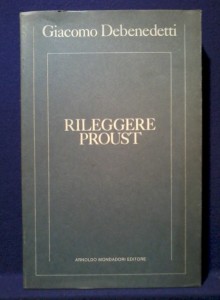 Giacomo Debenedetti
RILEGGERE
PROUST
ARNOLDO MONDADORI EDITORE